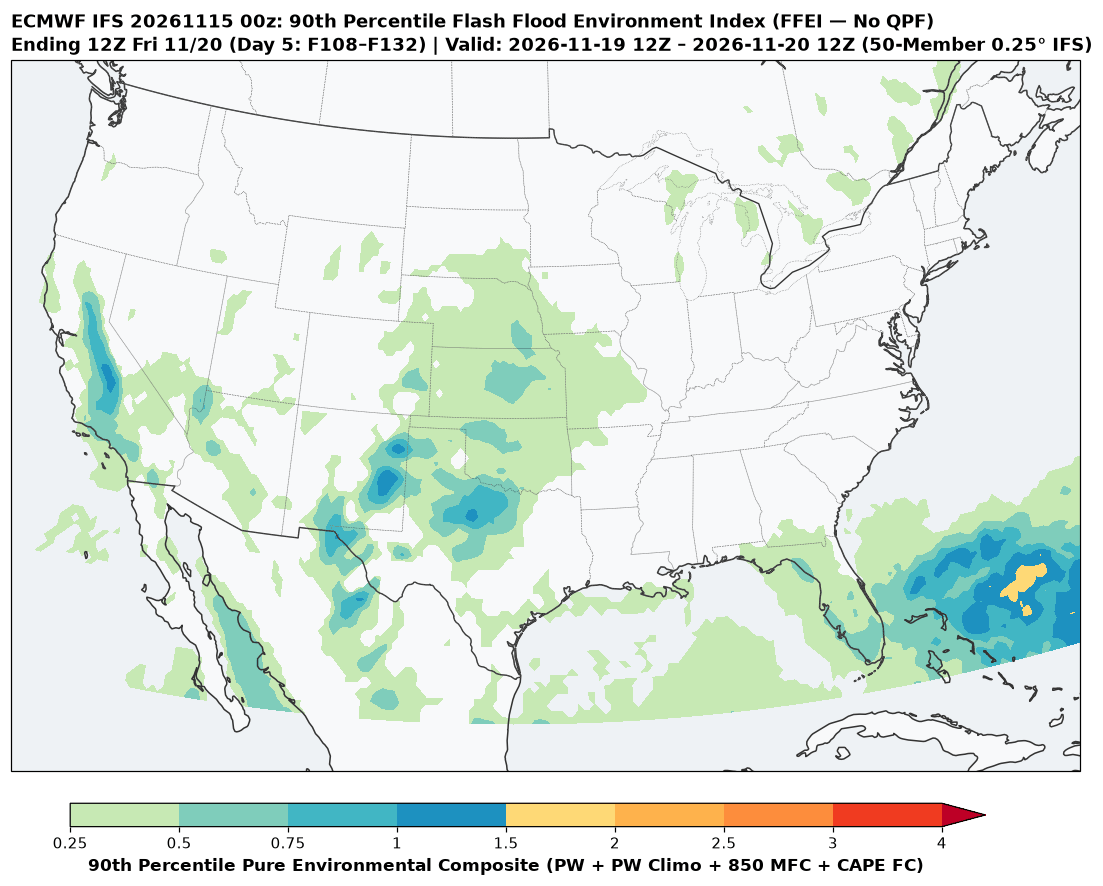 ECMWF IFS 20261115 00z: 90th Percentile Flash Flood Environment Index (FFEI — No QPF)
Ending 12Z Fri 11/20 (Day 5: F108–F132) | Valid: 2026-11-19 12Z – 2026-11-20 12Z (50-Member 0.25° IFS)
0.25 0.5 0.75 1 1.5 2 2.5 3 4
90th Percentile Pure Environmental Composite (PW + PW Climo + 850 MFC + CAPE FC)